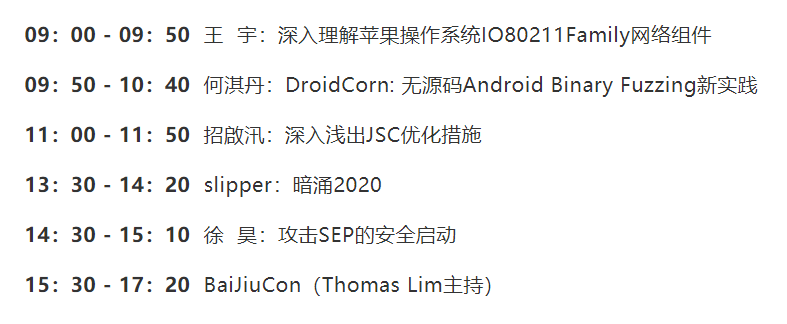 09：00 - 09：50 王  宇：深入理解苹果操作系统IO80211Family网络组件
09：50 - 10：40 何淇丹：DroidCorn: 无源码Android Binary Fuzzing新实践
11：00 - 11：50 招啟汛：深入浅出JSC优化措施
13：30 - 14：20 slipper：暗涌2020
14：30 - 15：10 徐  昊：攻击SEP的安全启动
15：30 - 17：20 BaiJiuCon（Thomas Lim主持）